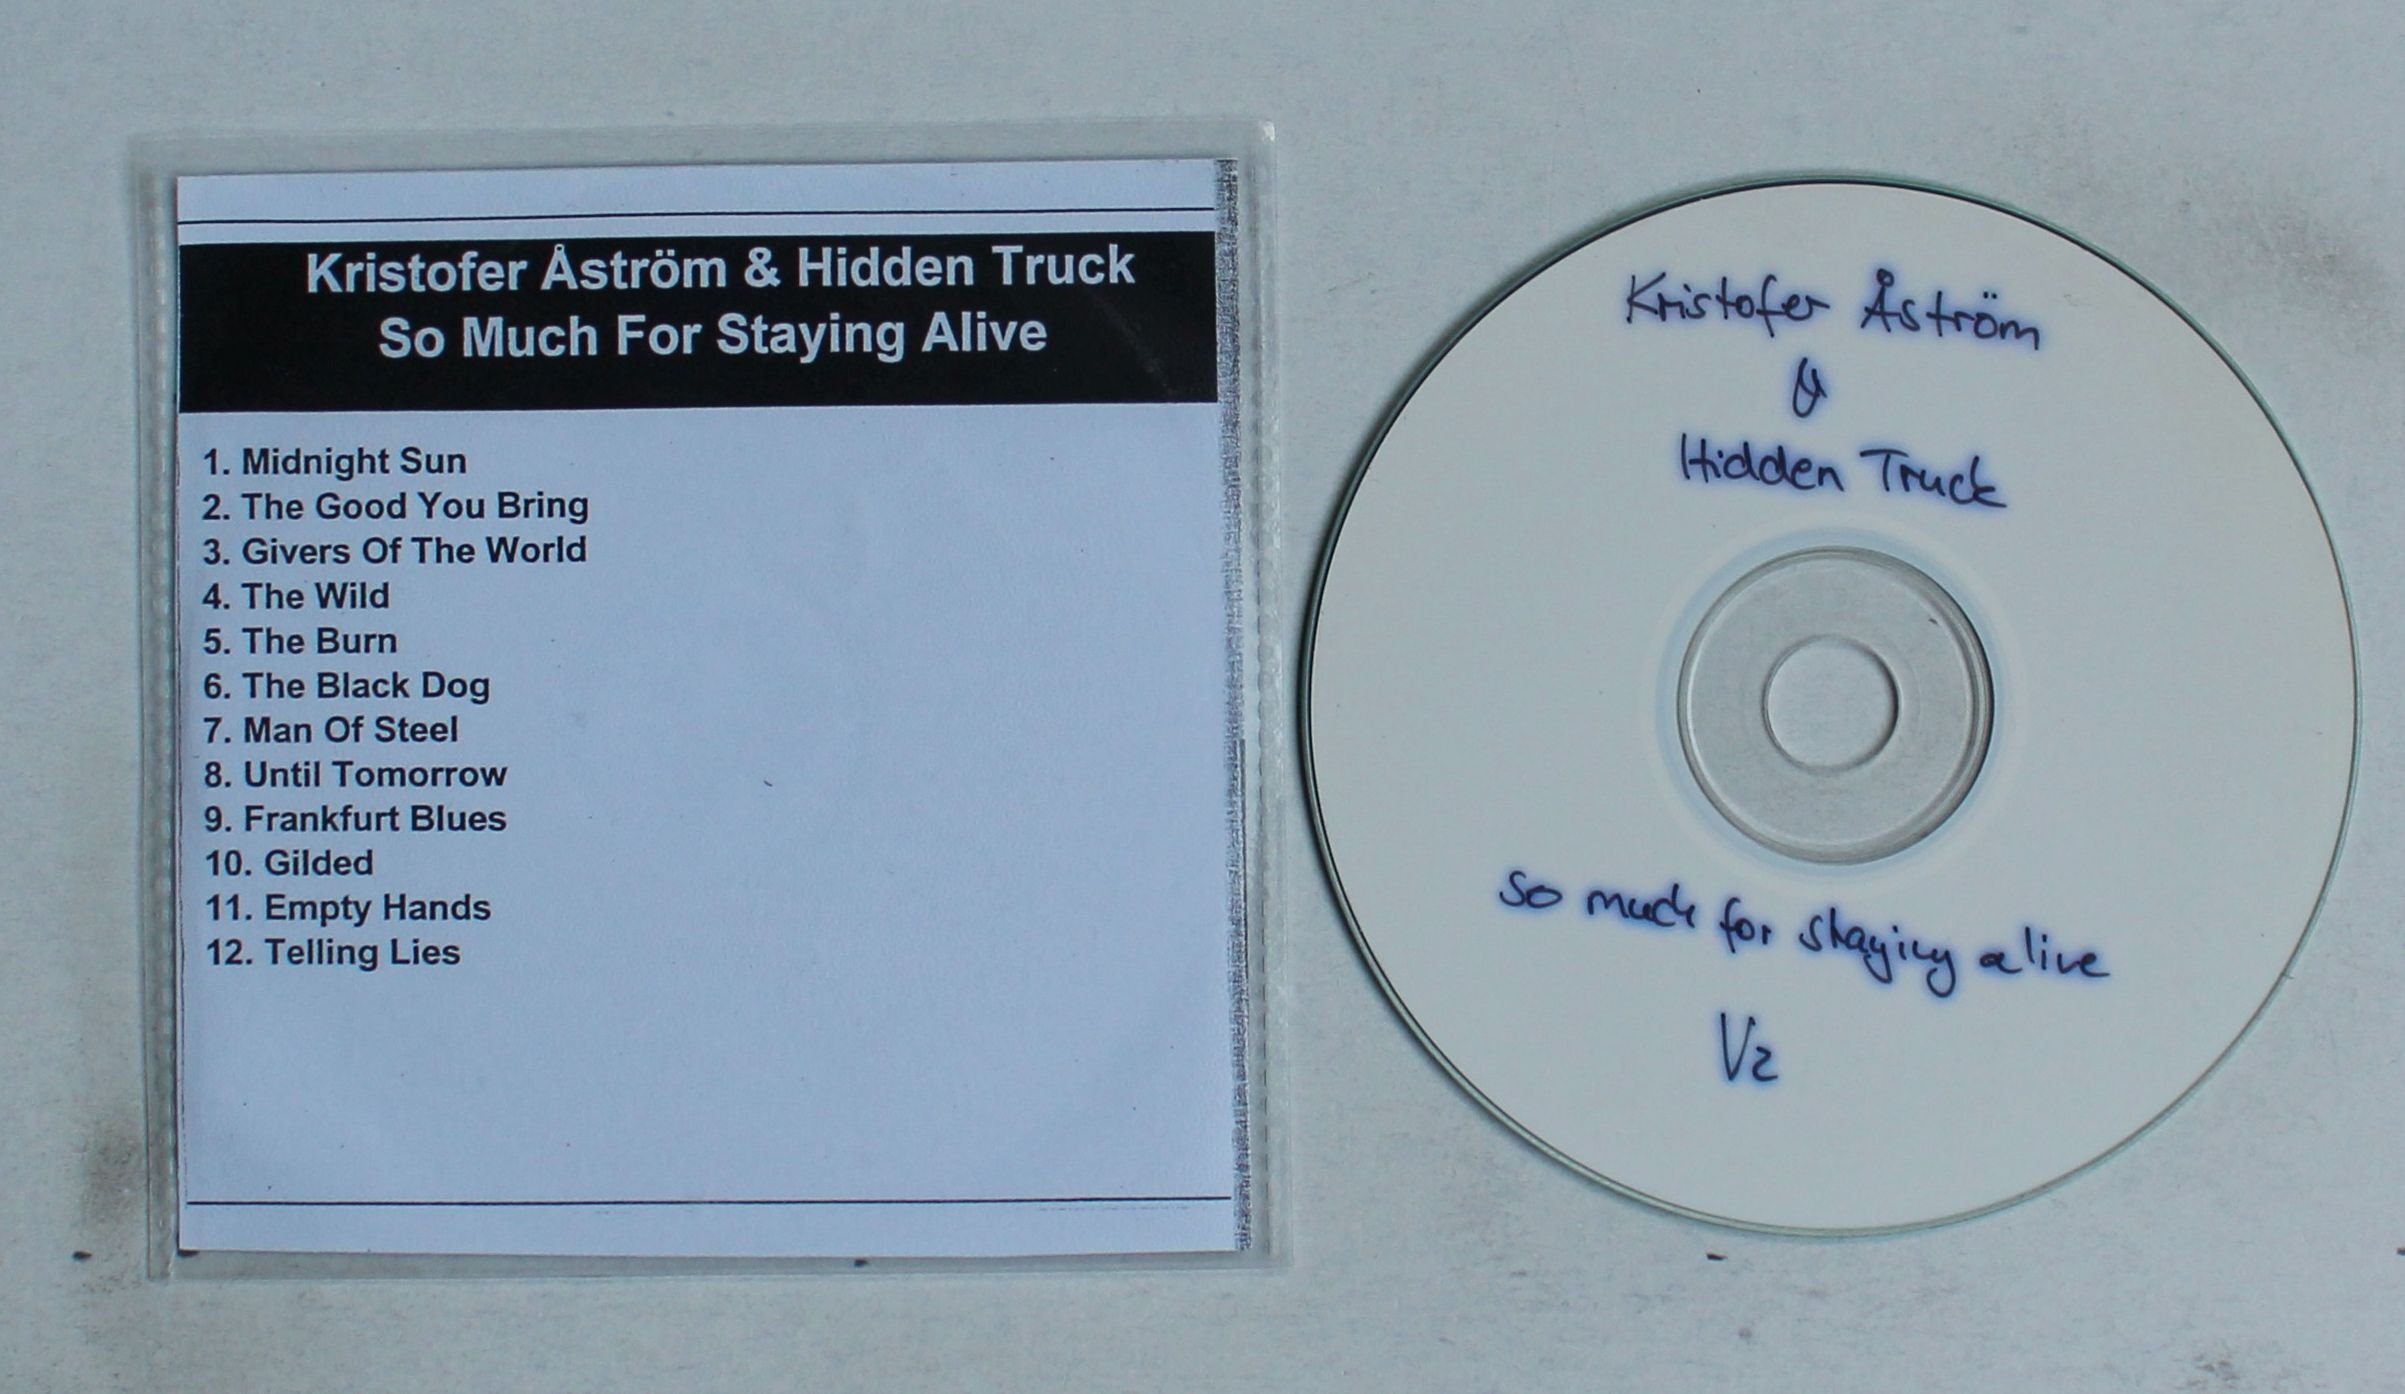 Kristofer Åström & Hidden Truck
So Much For Staying Alive
1. Midnight Sun
2. The Good You Bring
3. Givers Of The World
4. The Wild
5. The Burn
6. The Black Dog
7. Man Of Steel
8. Until Tomorrow
9. Frankfurt Blues
10. Gilded
11. Empty Hands
12. Telling Lies
Kristofer Åström
&
Hidden Truck
so much for staying alive
V2